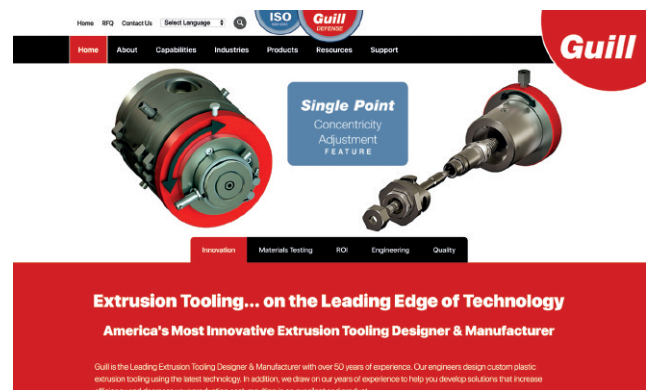 Home RFQ Contact Us Select Language
ISO
Guill
DEFENSE
Home About Capabilities Industries Products Resources Support
Guill
Single Point
Concentricity
Adjustment
FEATURE
Innovation Materials Testing ROI Engineering Quality
Extrusion Tooling... on the Leading Edge of Technology
America's Most Innovative Extrusion Tooling Designer & Manufacturer
Guill is the Leading Extrusion Tooling Designer & Manufacturer with over 50 years of experience. Our engineers design custom plastic
extrusion tooling using the latest technology. In addition, we draw on our years of experience to help you develop solutions that increase